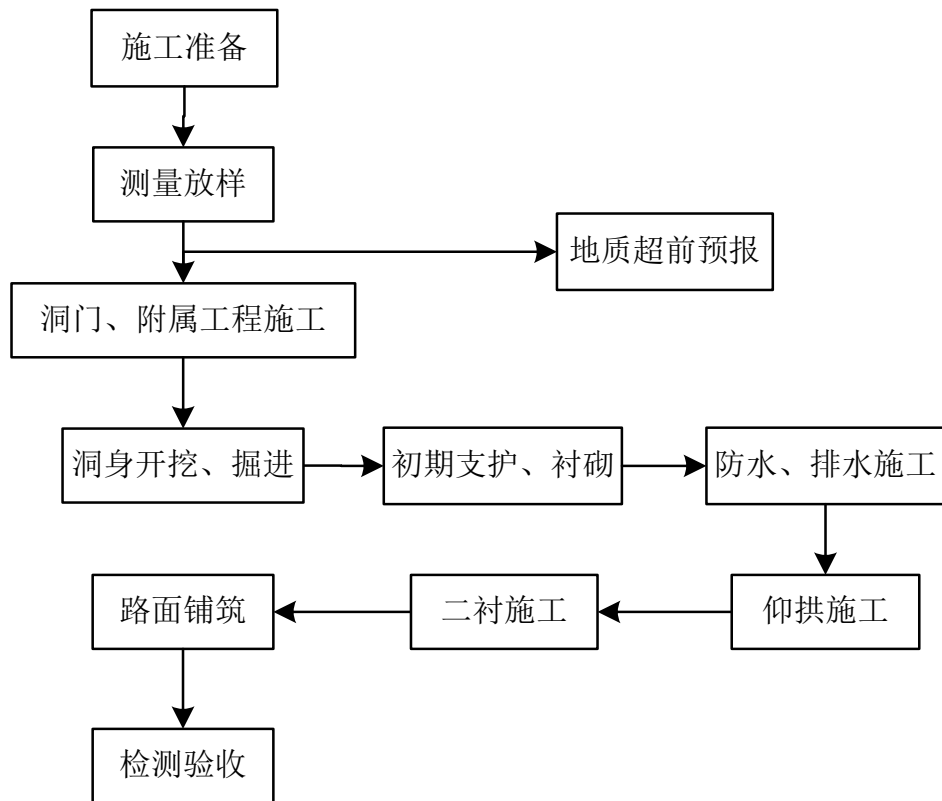 施工准备
测量放样
地质超前预报
洞门、附属工程施工
洞身开挖、掘进
初期支护、衬砌
防水、排水施工
路面铺筑
二衬施工
仰拱施工
检测验收